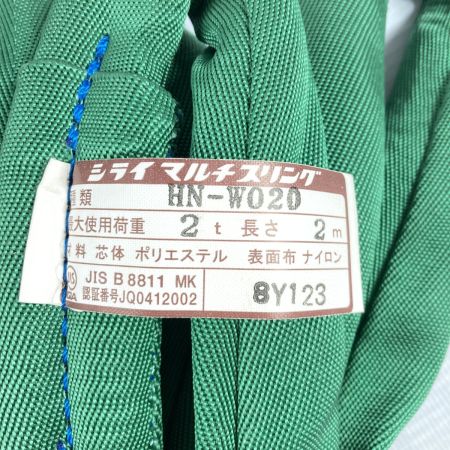 シライマルチスリング
種類 HN-W020
最大使用荷重 2 t 長さ 2 m
材料 芯体 ポリエステル 表面布 ナイロン
JIS B 8811 MK
認証番号JQ0412002
8Y123